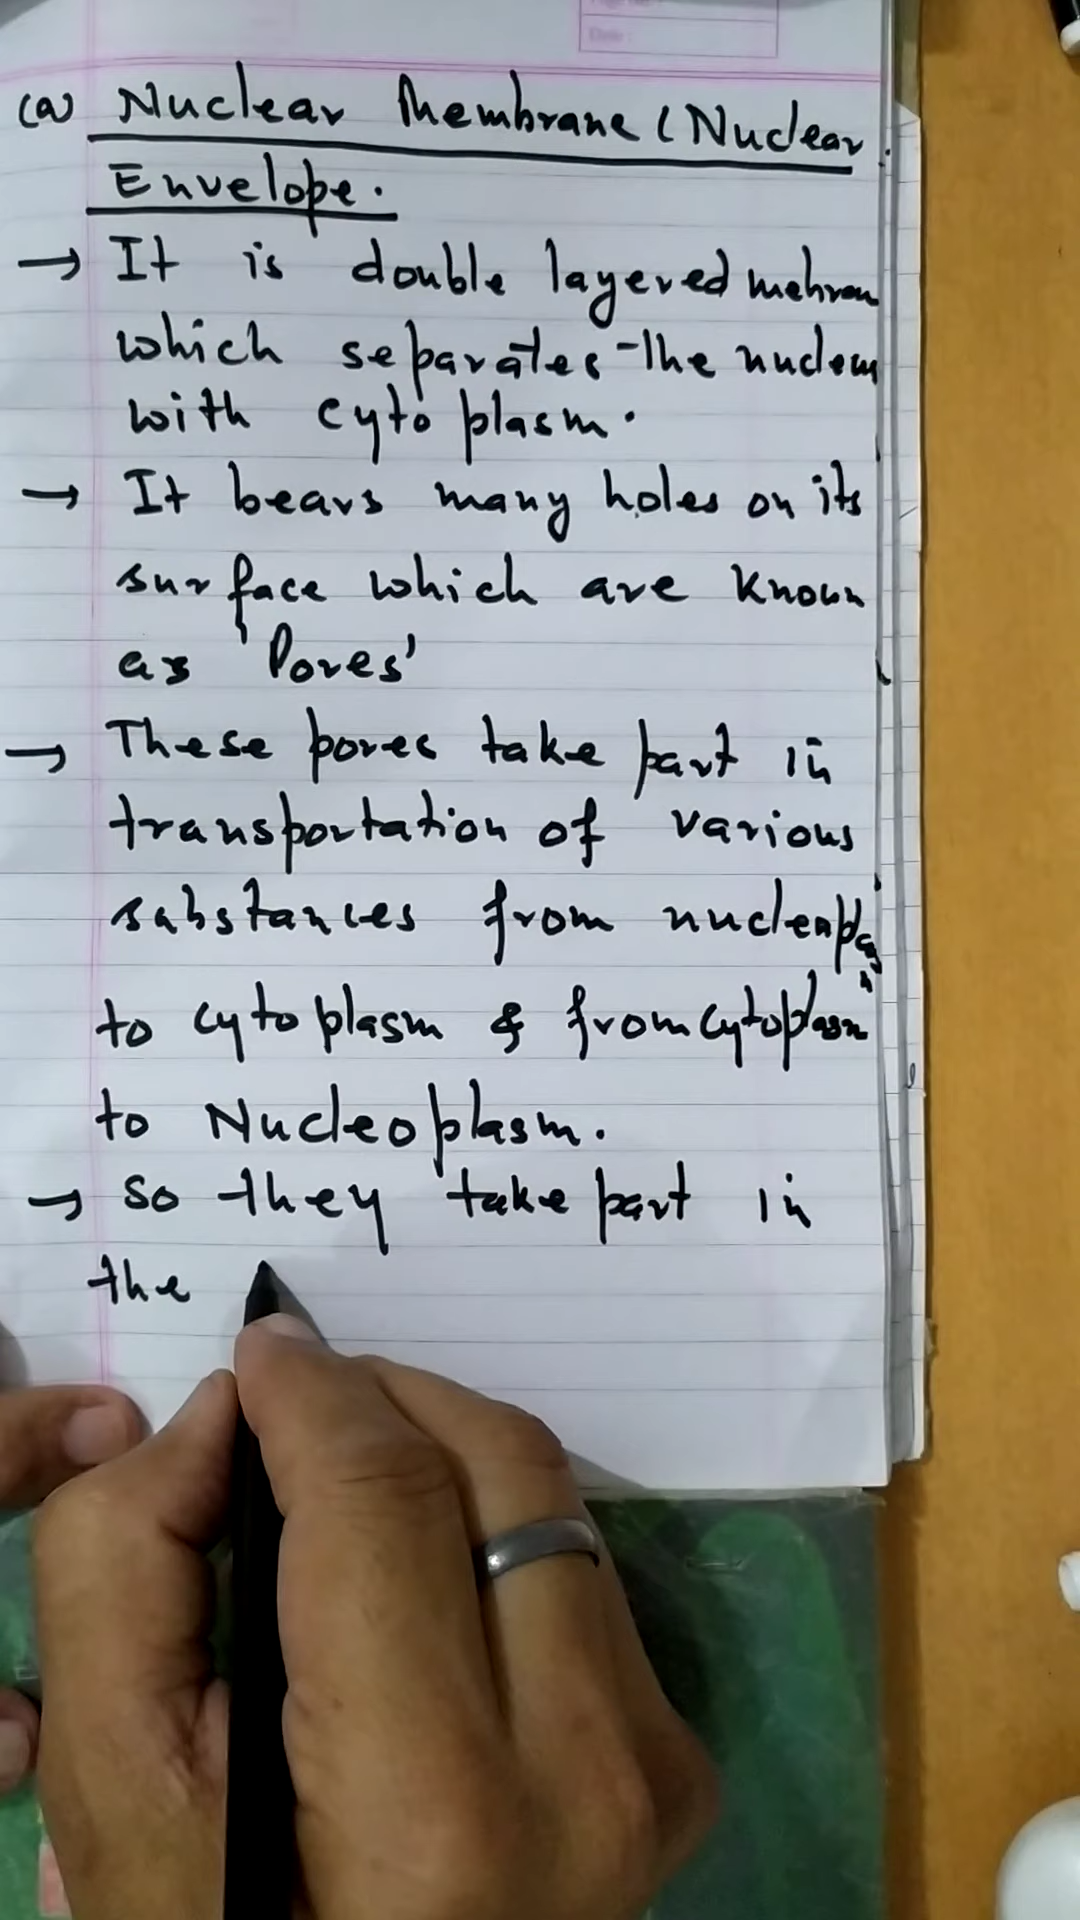 (a) Nuclear Membrane (Nuclear
Envelope.
→ It is double layered mebran
which separates the nucleus
with cytoplasm.
→ It bears many holes on its
surface which are known
as 'Pores'
→ These pores take part in
transportation of various
substances from nucleoplasm
to cytoplasm & from cytoplasm
to Nucleoplasm.
→ so they take part in
the